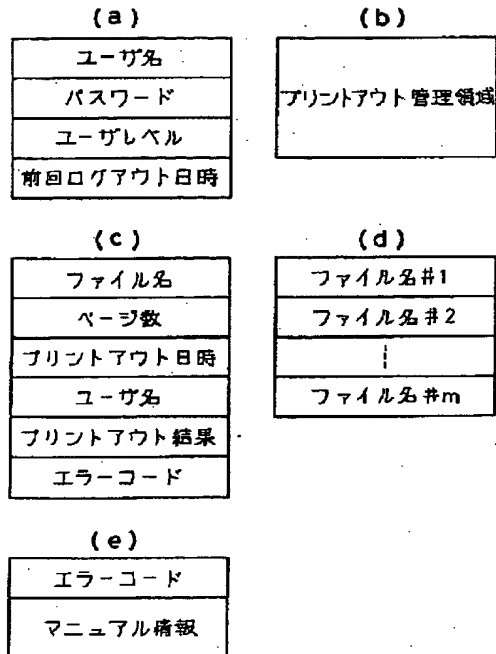 (a)
ユーザ名
パスワード
ユーザレベル
前回ログアウト日時
(b)
プリントアウト管理領域
(c)
ファイル名
ページ数
プリントアウト日時
ユーザ名
プリントアウト結果
エラーコード
(d)
ファイル名#1
ファイル名#2
ファイル名#m
(e)
エラーコード
マニュアル情報